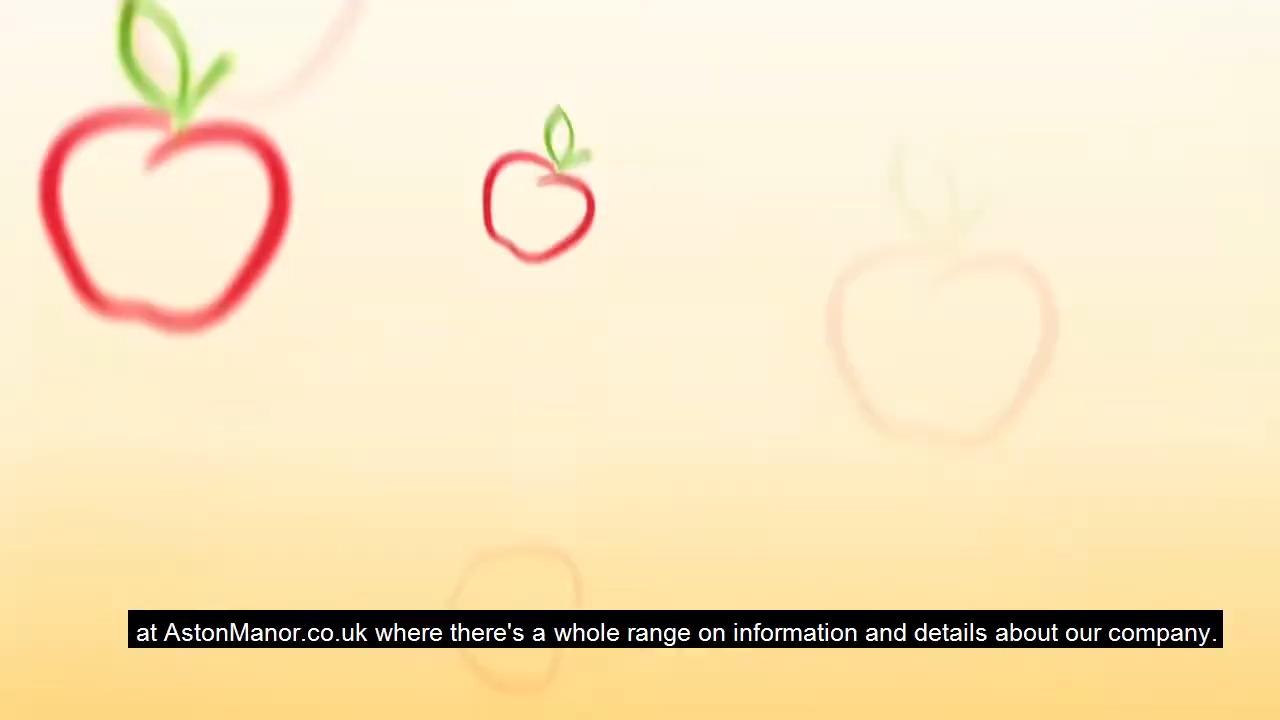 at AstonManor.co.uk where there's a whole range on information and details about our company.